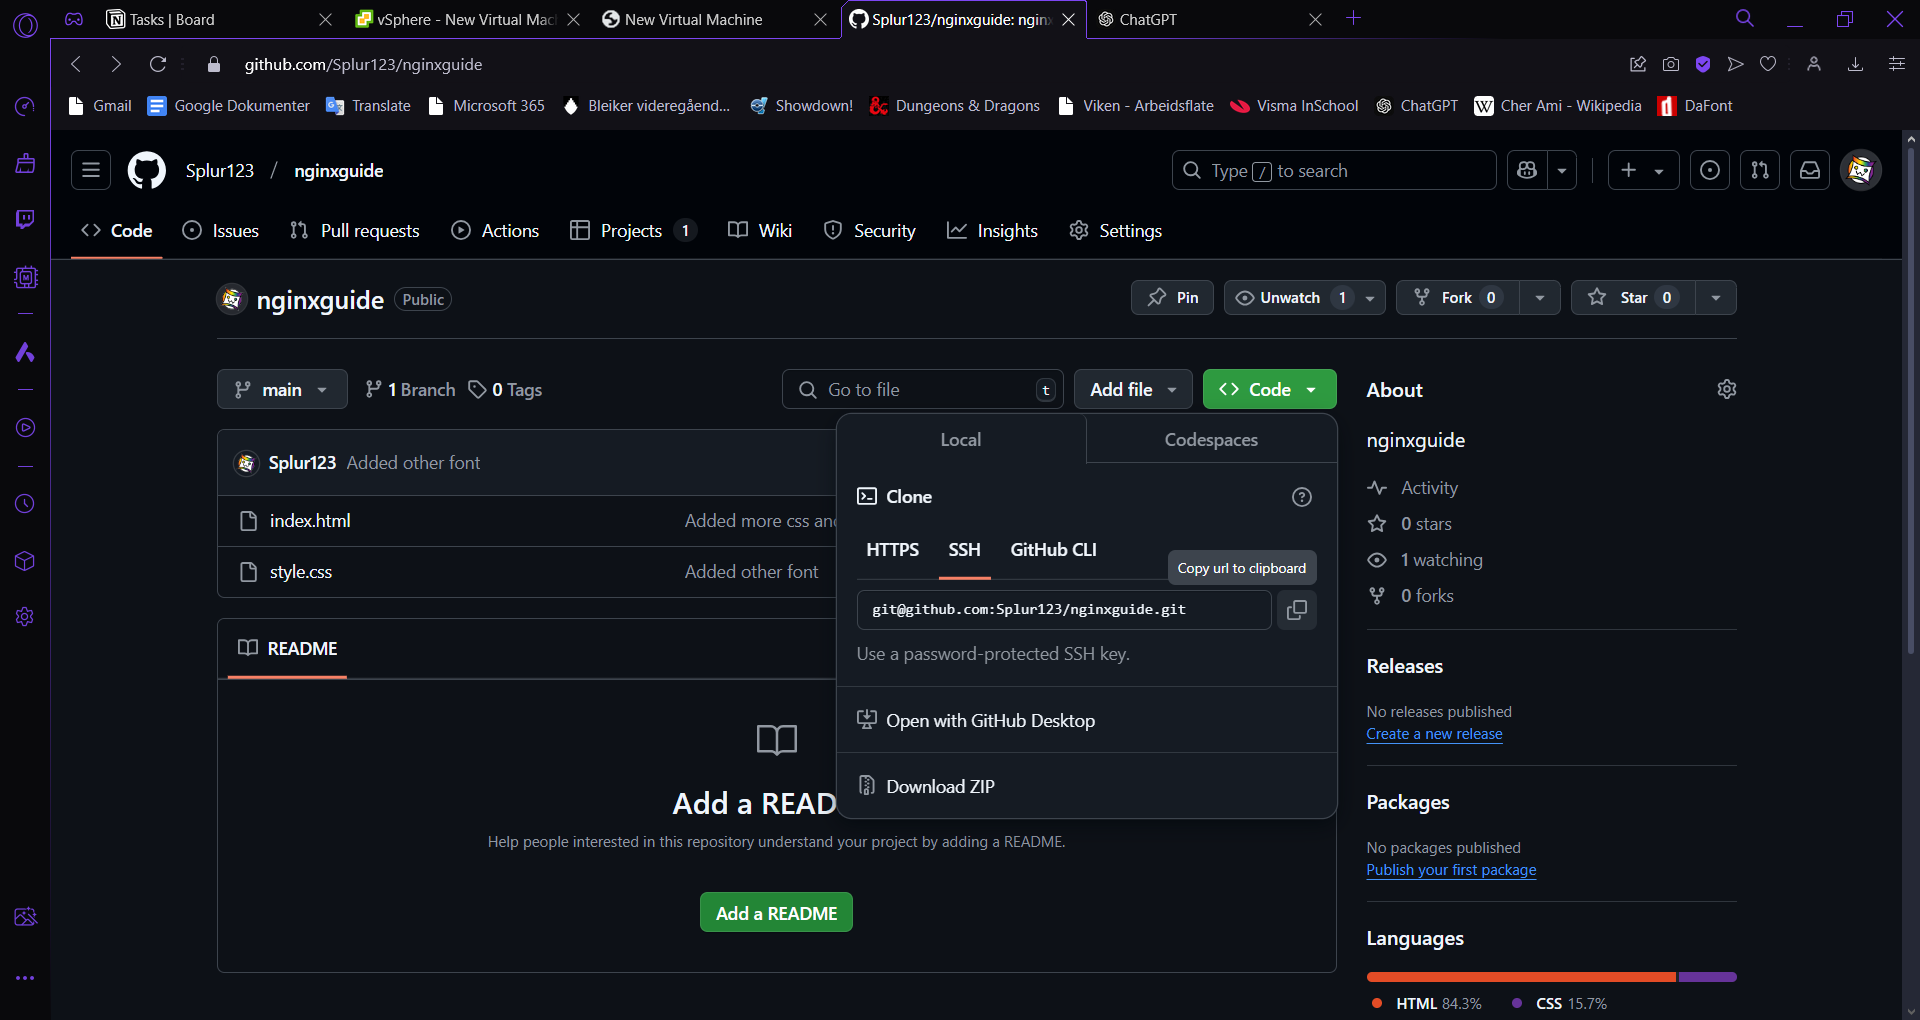 Tasks | Board
vSphere - New Virtual Mac
New Virtual Machine
Splur123/nginxguide: nginx
ChatGPT
github.com/Splur123/nginxguide
Gmail
Google Dokumenter
Translate
Microsoft 365
Bleiker videregåend...
Showdown!
Dungeons & Dragons
Viken - Arbeidsflate
Visma InSchool
ChatGPT
Cher Ami - Wikipedia
DaFont
Splur123 / nginxguide
Type / to search
Code
Issues
Pull requests
Actions
Projects 1
Wiki
Security
Insights
Settings
nginxguide Public
Pin
Unwatch 1
Fork 0
Star 0
main
1 Branch
0 Tags
Go to file t
Add file
Code
Splur123 Added other font
index.html Added more css and
style.css Added other font
README
Add a READ
Help people interested in this repository understand your project by adding a README.
Add a README
Local
Codespaces
Clone
HTTPS
SSH
GitHub CLI
Copy url to clipboard
git@github.com:Splur123/nginxguide.git
Use a password-protected SSH key.
Open with GitHub Desktop
Download ZIP
About
nginxguide
Activity
0 stars
1 watching
0 forks
Releases
No releases published
Create a new release
Packages
No packages published
Publish your first package
Languages
HTML 84.3%
CSS 15.7%